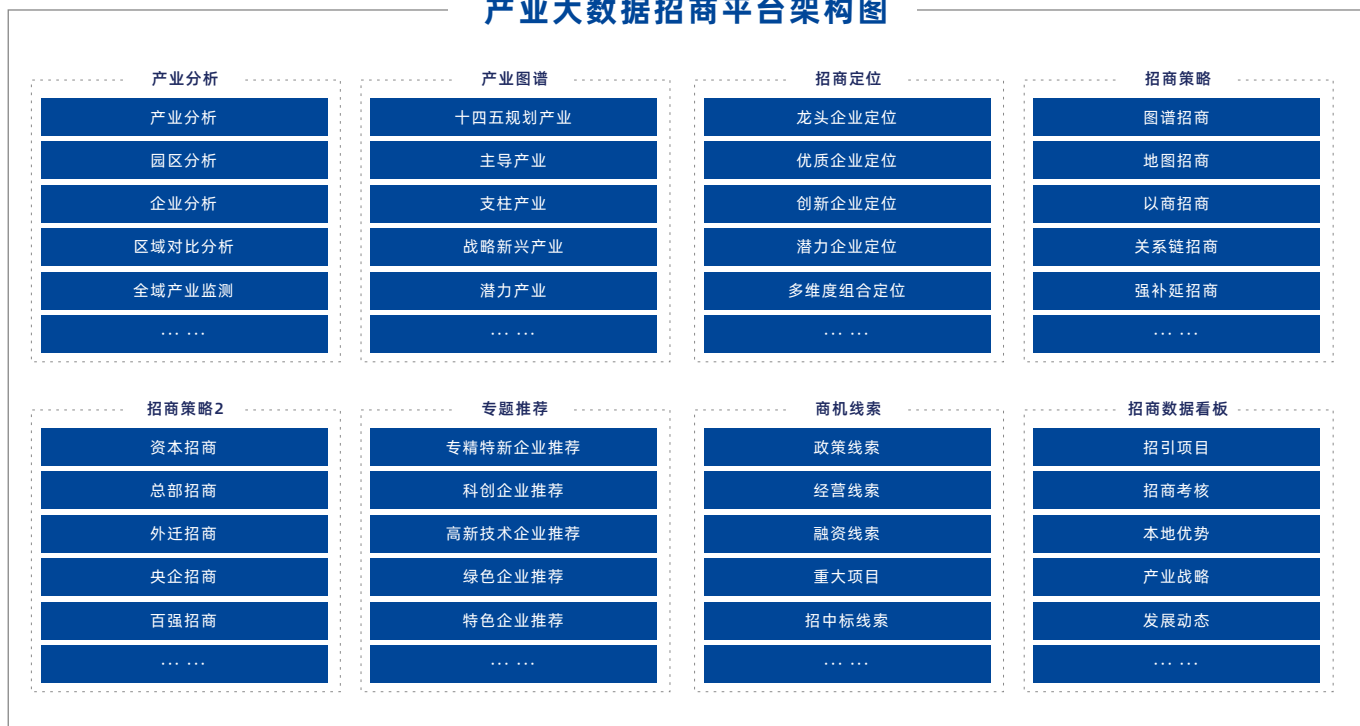 产业大数据招商平台架构图
产业分析
产业分析
园区分析
企业分析
区域对比分析
全域产业监测
... ...
产业图谱
十四五规划产业
主导产业
支柱产业
战略新兴产业
潜力产业
... ...
招商定位
龙头企业定位
优质企业定位
创新企业定位
潜力企业定位
多维度组合定位
... ...
招商策略
图谱招商
地图招商
以商招商
关系链招商
强补延招商
... ...
招商策略2
资本招商
总部招商
外迁招商
央企招商
百强招商
... ...
专题推荐
专精特新企业推荐
科创企业推荐
高新技术企业推荐
绿色企业推荐
特色企业推荐
... ...
商机线索
政策线索
经营线索
融资线索
重大项目
招中标线索
... ...
招商数据看板
招引项目
招商考核
本地优势
产业战略
发展动态
... ...